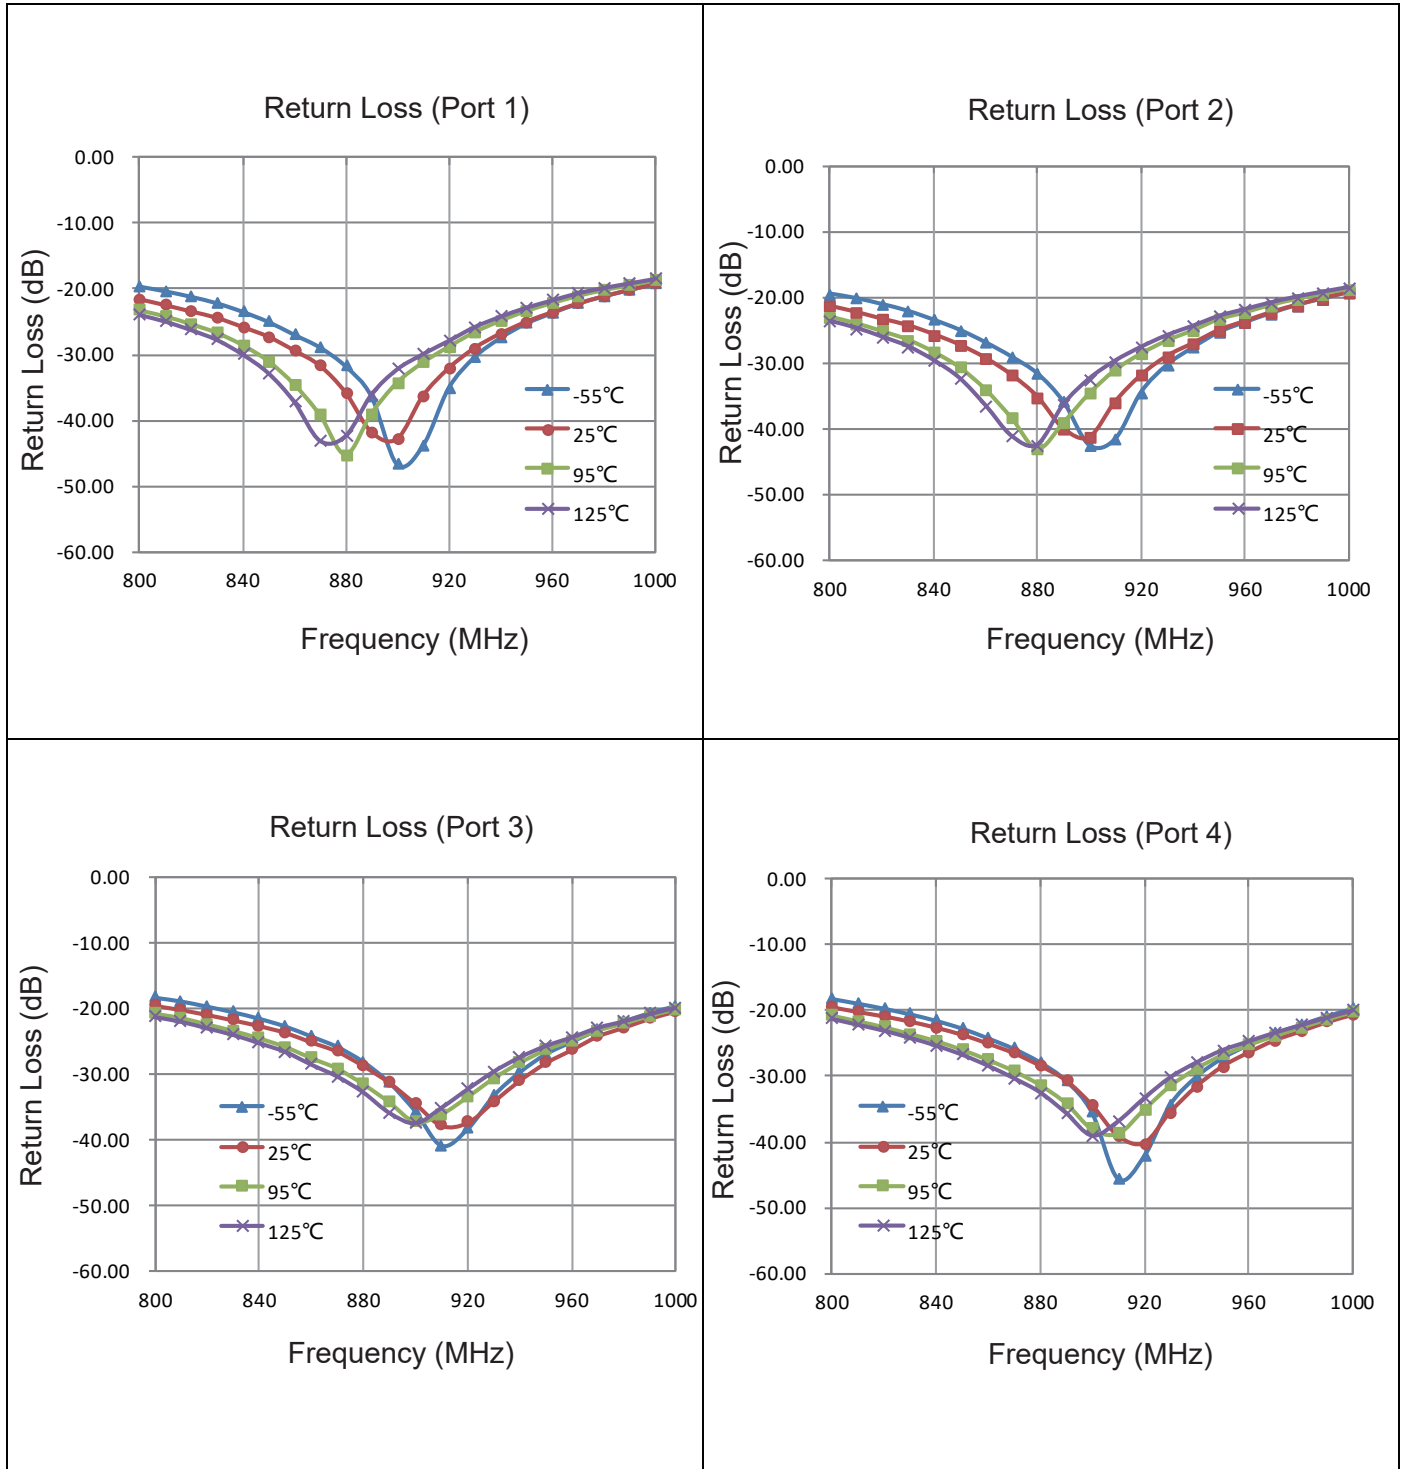 Return Loss (Port 1)
Return Loss (dB)
0.00
-10.00
-20.00
-30.00
-40.00
-50.00
-60.00
-55℃
25℃
95℃
125℃
800 840 880 920 960 1000
Frequency (MHz)
Return Loss (Port 2)
Return Loss (dB)
0.00
-10.00
-20.00
-30.00
-40.00
-50.00
-60.00
-55℃
25℃
95℃
125℃
800 840 880 920 960 1000
Frequency (MHz)
Return Loss (Port 3)
Return Loss (dB)
0.00
-10.00
-20.00
-30.00
-40.00
-50.00
-60.00
-55℃
25℃
95℃
125℃
800 840 880 920 960 1000
Frequency (MHz)
Return Loss (Port 4)
Return Loss (dB)
0.00
-10.00
-20.00
-30.00
-40.00
-50.00
-60.00
-55℃
25℃
95℃
125℃
800 840 880 920 960 1000
Frequency (MHz)